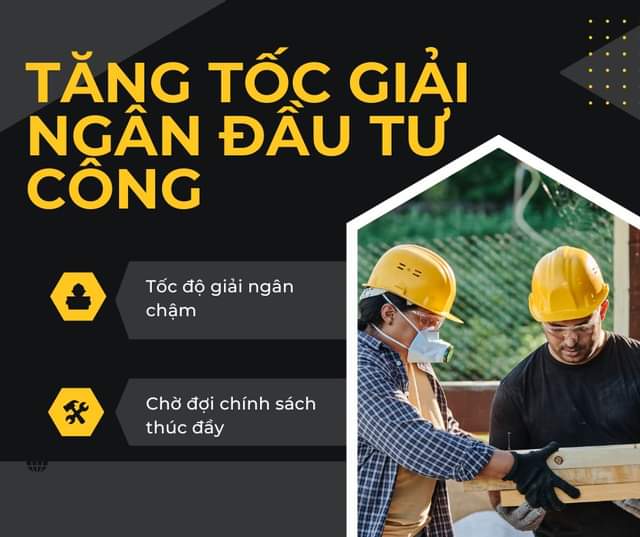 TĂNG TỐC GIẢI
NGÂN ĐẦU TƯ
CÔNG
Tốc độ giải ngân
chậm
Chờ đợi chính sách
thúc đẩy